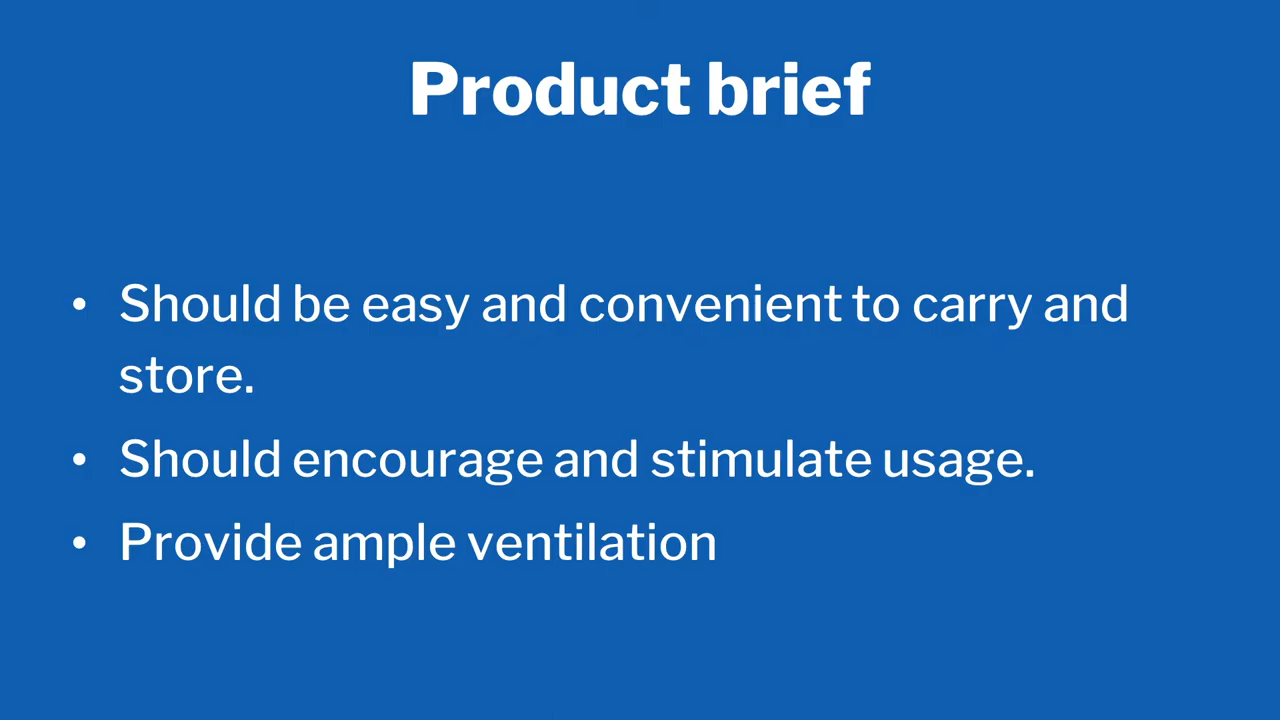 Product brief
• Should be easy and convenient to carry and
store.
• Should encourage and stimulate usage.
• Provide ample ventilation